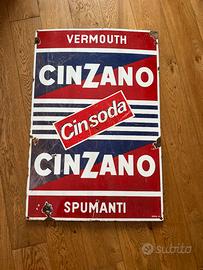 VERMOUTH
CINZANO
Cinsoda
CINZANO
SPUMANTI
subito